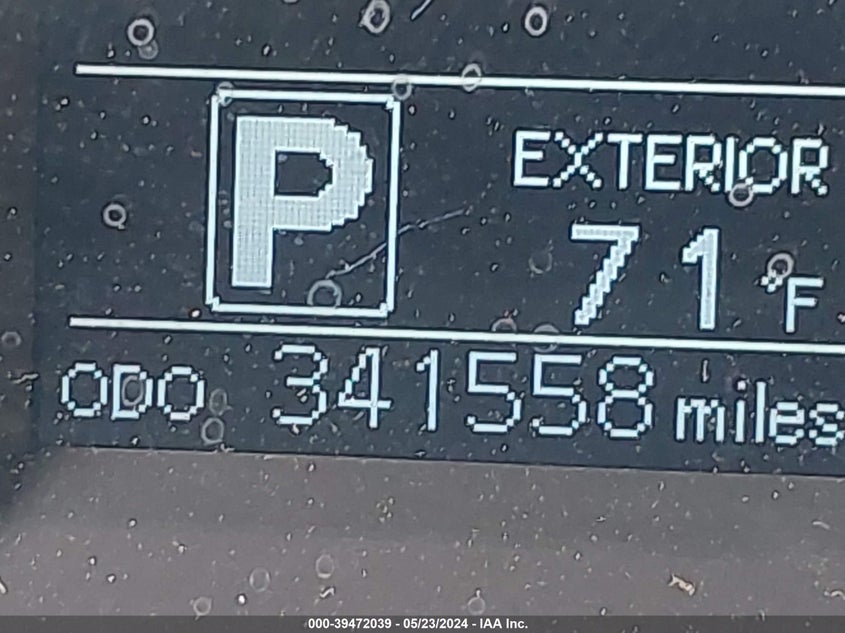 P
EXTERIOR
71 °F
ODO 341558 miles
000-39472039 - 05/23/2024 - IAA Inc.